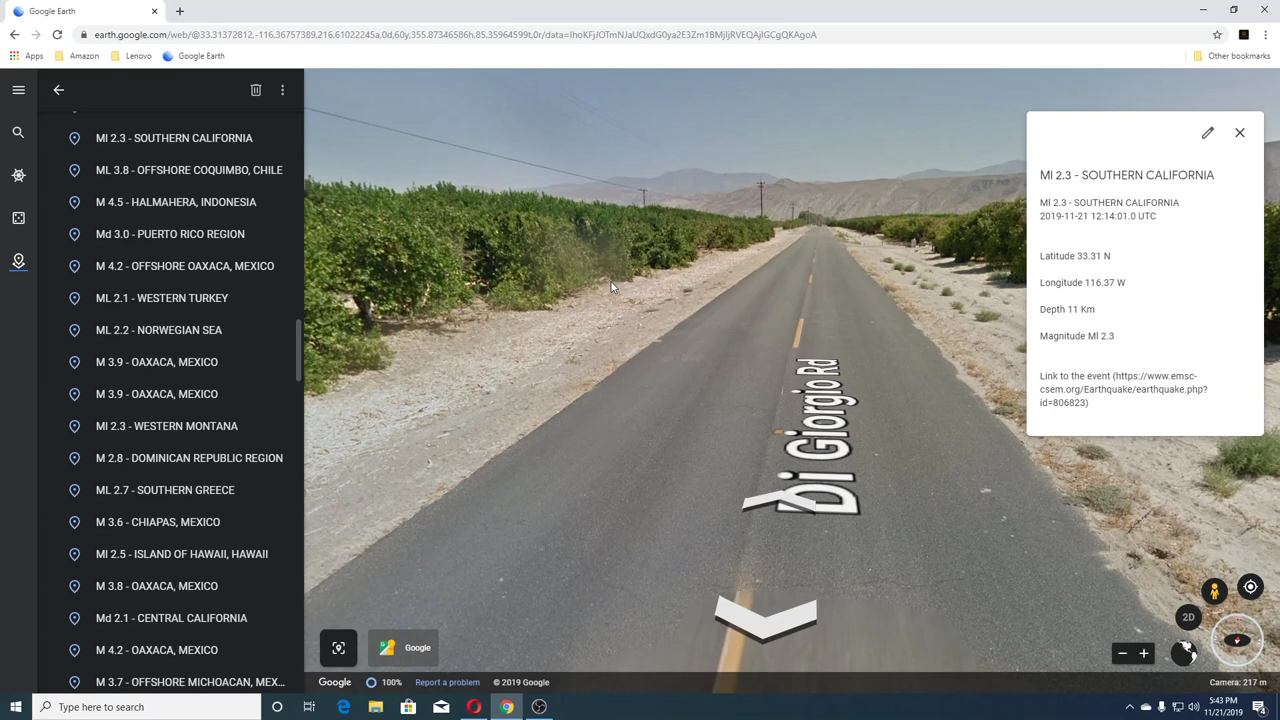 Google Earth
earth.google.com/web/@33.31372812,-116.36757389,216.61022245a,0d,60y,355.87346586h,85.35964599t,0r/data=
Apps
Amazon
Lenovo
Google Earth
Other bookmarks
Ml 2.3 - SOUTHERN CALIFORNIA
ML 3.8 - OFFSHORE COQUIMBO, CHILE
M 4.5 - HALMAHERA, INDONESIA
Md 3.0 - PUERTO RICO REGION
M 4.2 - OFFSHORE OAXACA, MEXICO
ML 2.1 - WESTERN TURKEY
ML 2.2 - NORWEGIAN SEA
M 3.9 - OAXACA, MEXICO
M 3.9 - OAXACA, MEXICO
Ml 2.3 - WESTERN MONTANA
M 2.8 - DOMINICAN REPUBLIC REGION
ML 2.7 - SOUTHERN GREECE
M 3.6 - CHIAPAS, MEXICO
Ml 2.5 - ISLAND OF HAWAII, HAWAII
M 3.8 - OAXACA, MEXICO
Md 2.1 - CENTRAL CALIFORNIA
M 4.2 - OAXACA, MEXICO
M 3.7 - OFFSHORE MICHOACAN, MEX...
Di Giorgio Rd
Ml 2.3 - SOUTHERN CALIFORNIA
Ml 2.3 - SOUTHERN CALIFORNIA
2019-11-21 12:14:01.0 UTC
Latitude 33.31 N
Longitude 116.37 W
Depth 11 Km
Magnitude Ml 2.3
Link to the event (https://www.emsc-
csem.org/Earthquake/earthquake.php?
id=806823)
2D
Google
Google
100%
Report a problem
© 2019 Google
Camera: 217 m
Type here to search
5:43 PM
11/21/2019
4